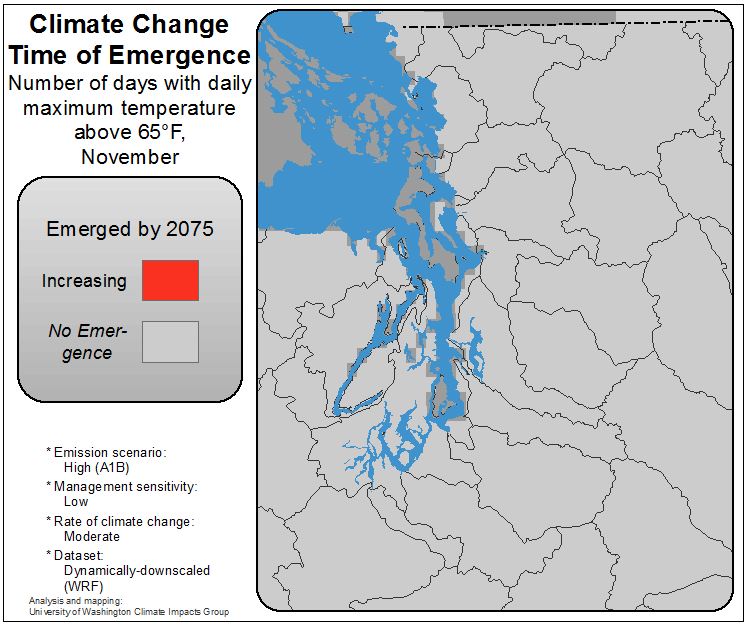 Climate Change
Time of Emergence
Number of days with daily
maximum temperature
above 65°F,
November
Emerged by 2075
Increasing
No Emer-
gence
* Emission scenario:
High (A1B)
* Management sensitivity:
Low
* Rate of climate change:
Moderate
* Dataset:
Dynamically-downscaled
(WRF)
Analysis and mapping:
University of Washington Climate Impacts Group